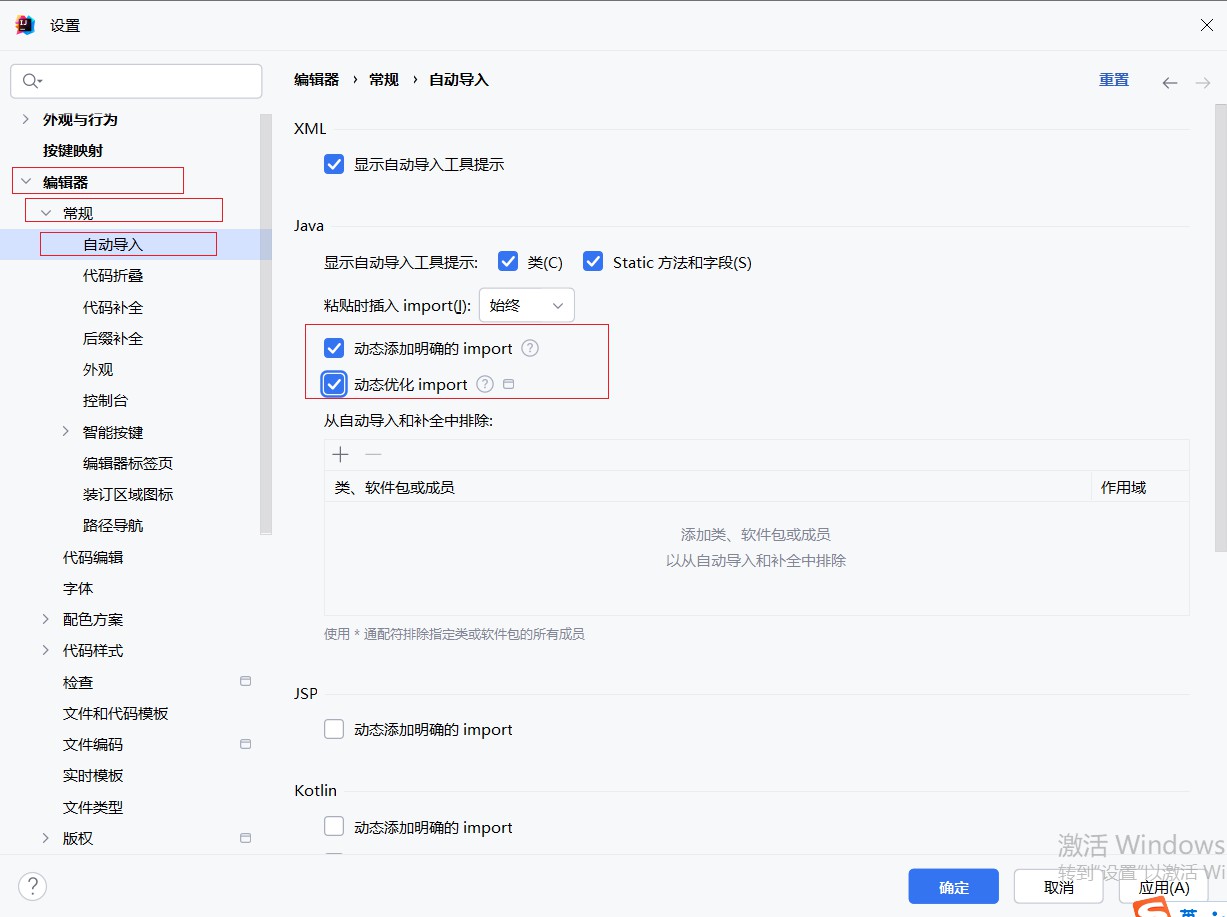 设置
编辑器 › 常规 › 自动导入
重置
外观与行为
按键映射
编辑器
常规
自动导入
代码折叠
代码补全
后缀补全
外观
控制台
智能按键
编辑器标签页
装订区域图标
路径导航
代码编辑
字体
配色方案
代码样式
检查
文件和代码模板
文件编码
实时模板
文件类型
版权
XML
显示自动导入工具提示
Java
显示自动导入工具提示: 类(C) Static 方法和字段(S)
粘贴时插入 import(I): 始终
动态添加明确的 import ?
动态优化 import ?
从自动导入和补全中排除:
类、软件包或成员 作用域
添加类、软件包或成员
以从自动导入和补全中排除
使用 * 通配符排除指定类或软件包的所有成员
JSP
动态添加明确的 import
Kotlin
动态添加明确的 import
激活 Windows
转到"设置"以激活 Wi
?
确定
取消
应用(A)
英